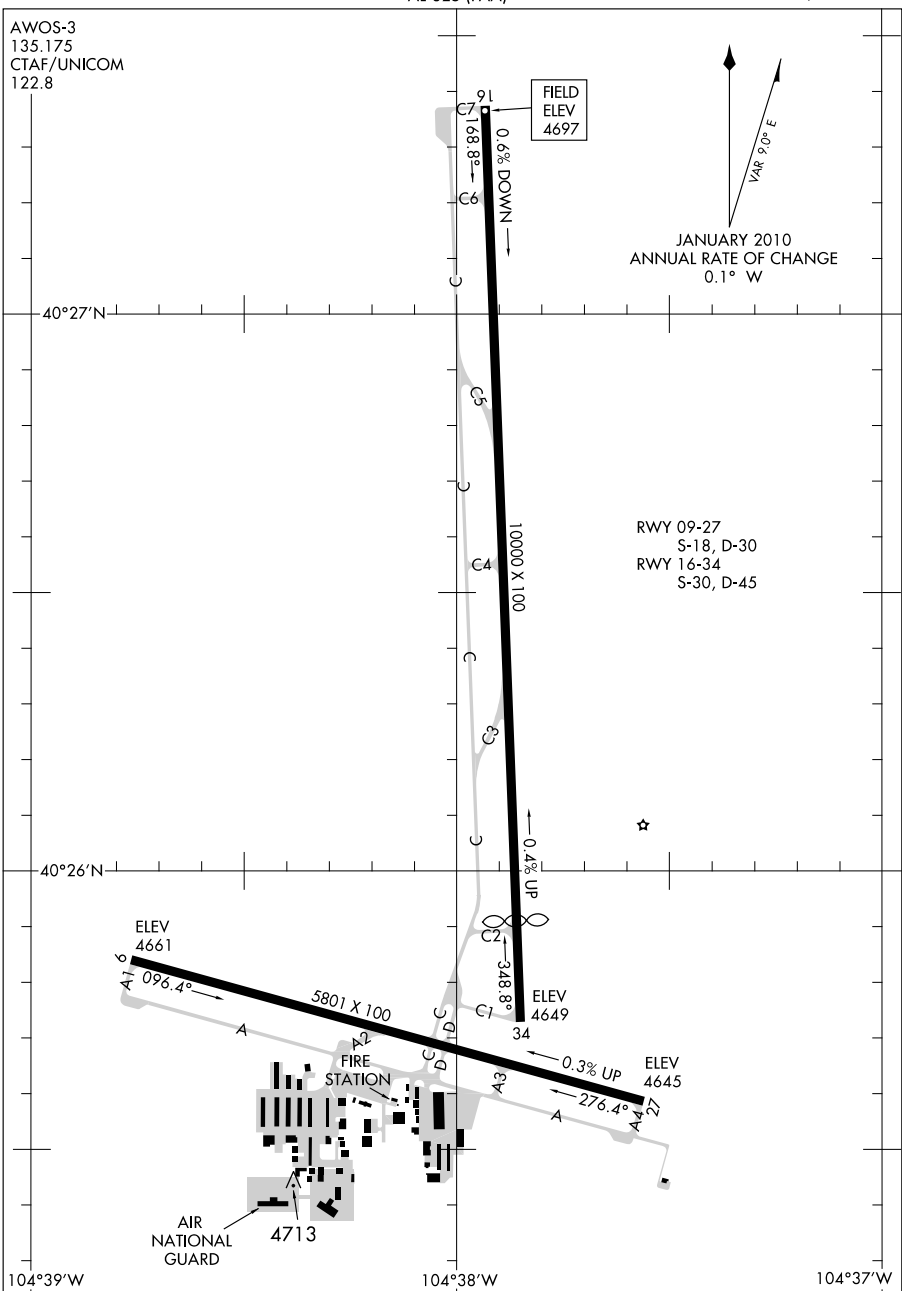 AWOS-3
135.175
CTAF/UNICOM
122.8
FIELD
ELEV
4697
16
C7
168.8°
0.6% DOWN
C6
VAR 9.0° E
JANUARY 2010
ANNUAL RATE OF CHANGE
0.1° W
C
40°27'N
C5
C
10000 X 100
RWY 09-27
S-18, D-30
RWY 16-34
S-30, D-45
C4
C
C3
C
0.4% UP
40°26'N
C2
348.8°
ELEV
4661
9
A1
096.4°
5801 X 100
C1
ELEV
4649
34
A
A2
C
D
C
D
FIRE
STATION
A3
0.3% UP
ELEV
4645
276.4°
A
A4
27
AIR
NATIONAL
GUARD
4713
104°39'W
104°38'W
104°37'W